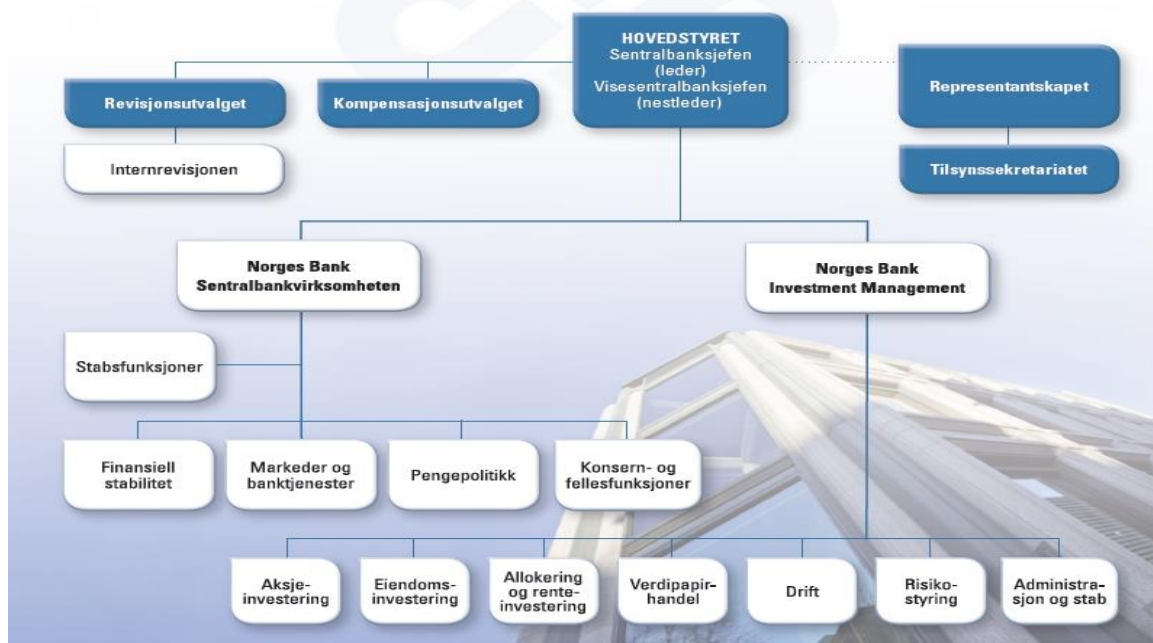 HOVEDSTYRET
Sentralbanksjefen
(leder)
Visesentralbanksjefen
(nestleder)
Revisjonsutvalget
Kompensasjonsutvalget
Representantskapet
Internrevisjonen
Tilsynssekretariatet
Norges Bank
Sentralbankvirksomheten
Norges Bank
Investment Management
Stabsfunksjoner
Finansiell
stabilitet
Markeder og
banktjenester
Pengepolitikk
Konsern- og
fellesfunksjoner
Aksje-
investering
Eiendoms-
investering
Allokering
og rente-
investering
Verdipapir-
handel
Drift
Risiko-
styring
Administra-
sjon og stab